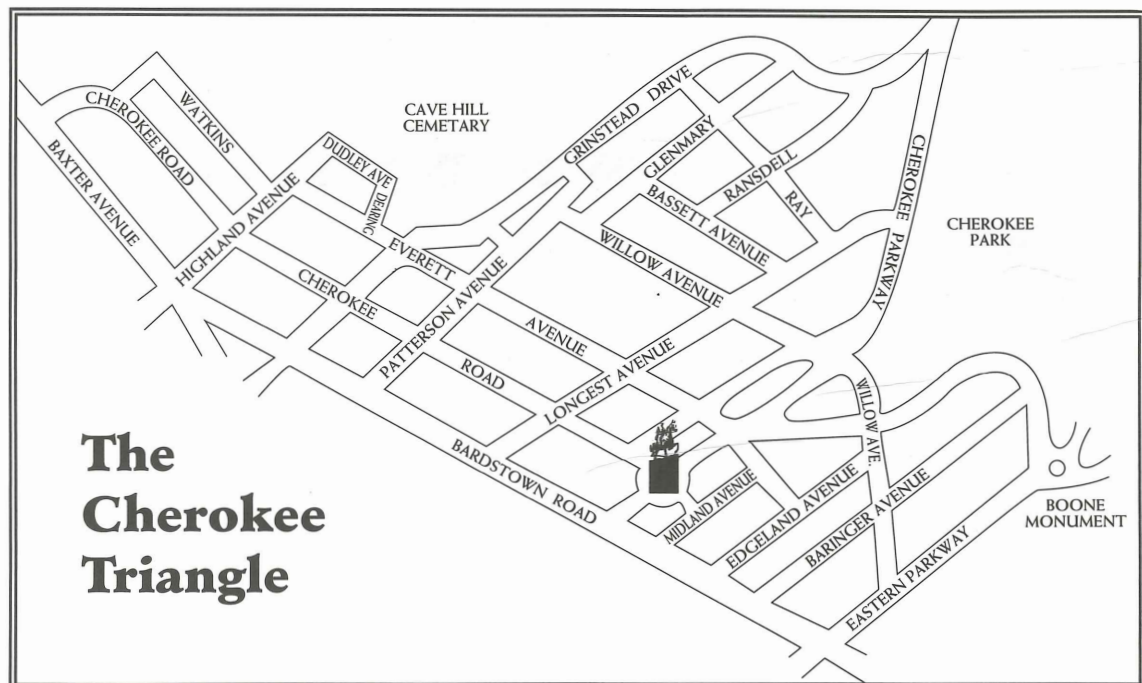 CHEROKEE ROAD
WATKINS
BAXTER AVENUE
HIGHLAND AVENUE
DUDLEY AVE
DEARING
CAVE HILL
CEMETARY
GRINSTEAD DRIVE
GLENMARY
RANSDELL
RAY
BASSETT AVENUE
WILLOW AVENUE
CHEROKEE PARKWAY
CHEROKEE
PARK
EVERETT
AVENUE
CHEROKEE
ROAD
PATTERSON AVENUE
LONGEST AVENUE
WILLOW AVE.
BARDSTOWN ROAD
MIDLAND AVENUE
EDGELAND AVENUE
BARINGER AVENUE
EASTERN PARKWAY
BOONE
MONUMENT
The
Cherokee
Triangle